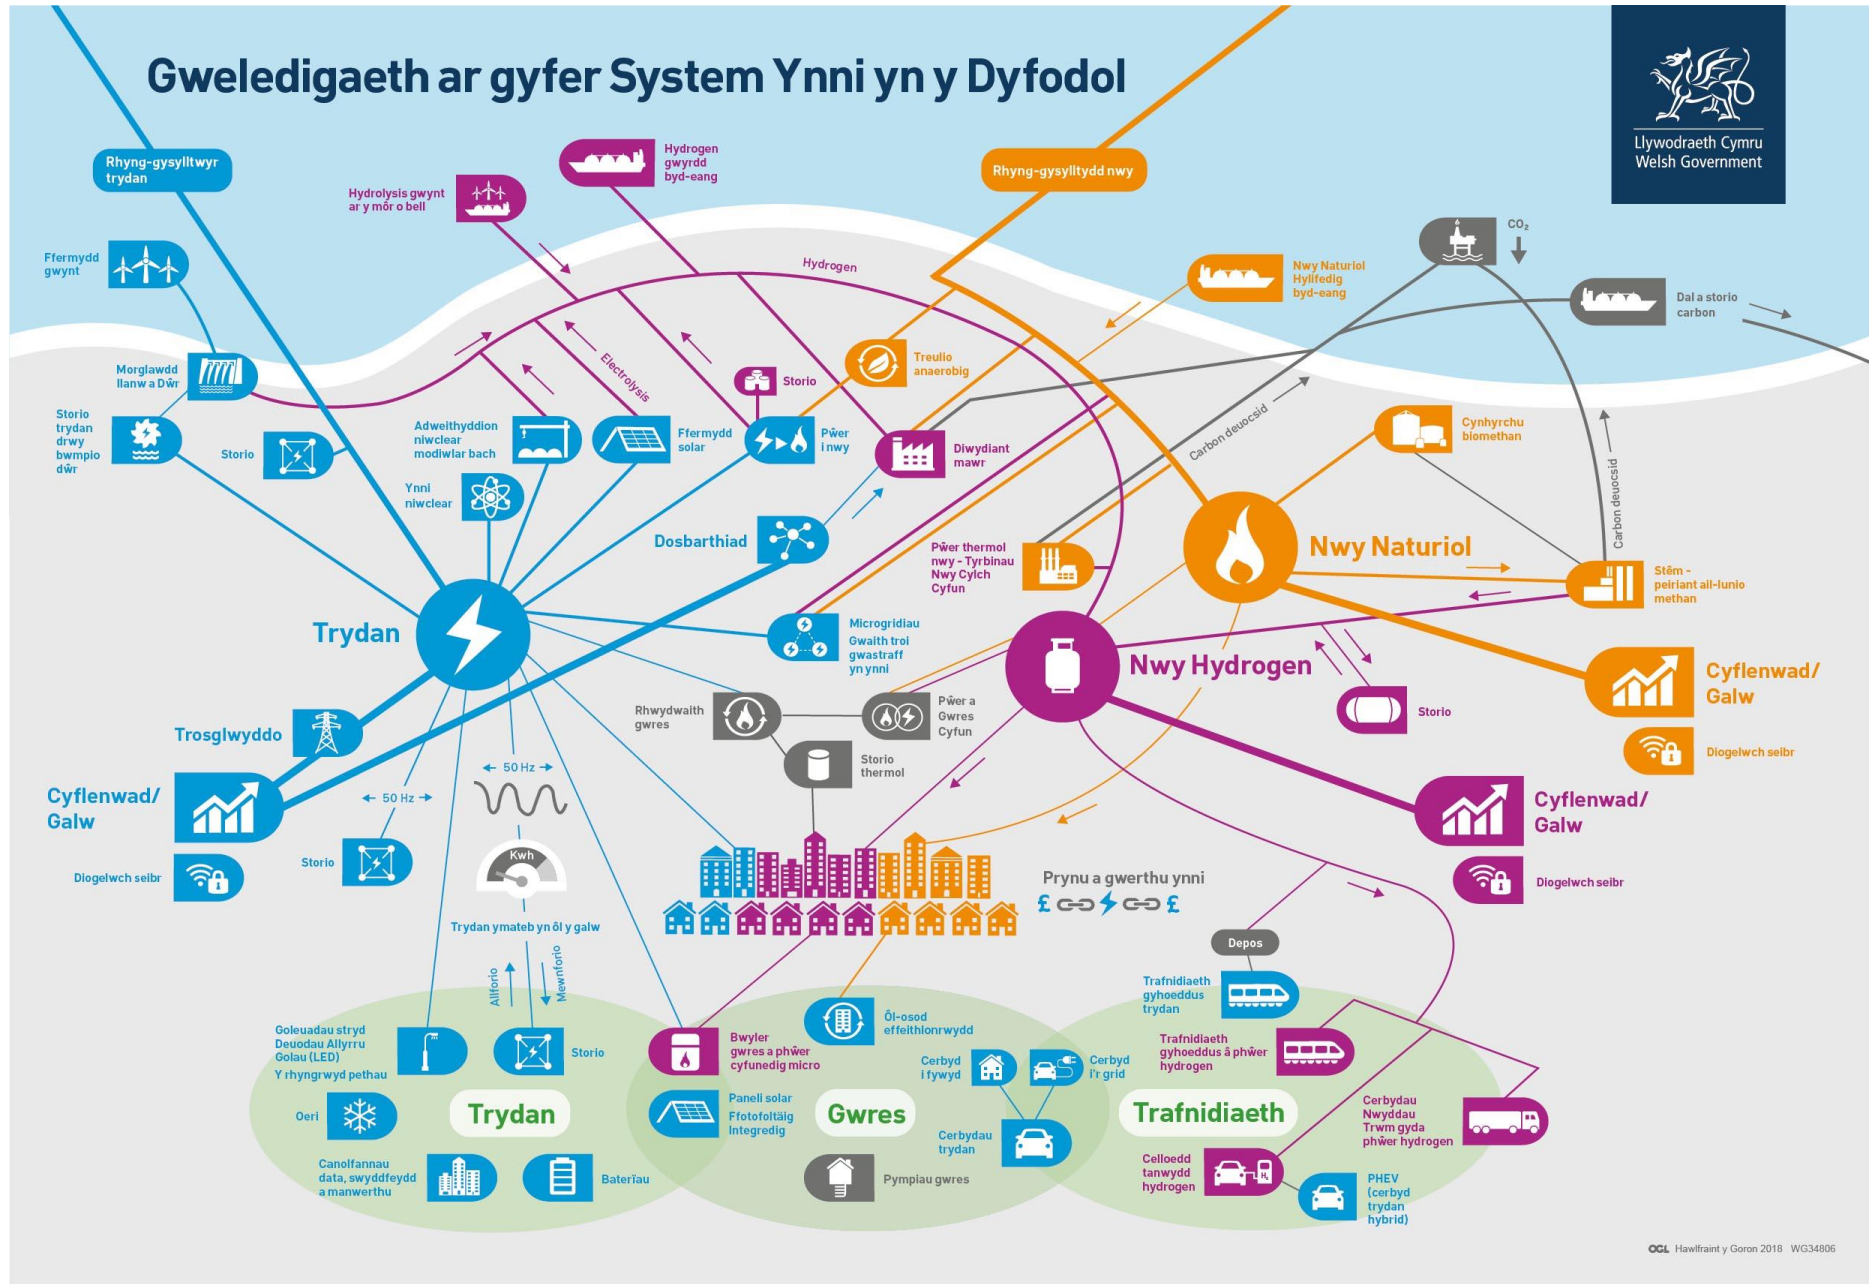 Gweledigaeth ar gyfer System Ynni yn y Dyfodol
Llywodraeth Cymru
Welsh Government
Rhyng-gysylltwyr
trydan
Hydrolysis gwynt
ar y môr o bell
Hydrogen
gwyrdd
byd-eang
Rhyng-gysylltydd nwy
CO₂
Ffermydd
gwynt
Hydrogen
Nwy Naturiol
Hylifedig
byd-eang
Dal a storio
carbon
Morglawdd
llanw a Dŵr
Storio
trydan
drwy
bwmpio
dŵr
Storio
Electrolysis
Storio
Treulio
anaerobig
Adweithyddion
niwclear
modiwlar bach
Ffermydd
solar
Pŵer
i nwy
Diwydiant
mawr
Carbon deuocsid
Cynhyrchu
biomethan
Carbon deuocsid
Ynni
niwclear
Dosbarthiad
Pŵer thermol
nwy - Tyrbinau
Nwy Cylch
Cyfun
Nwy Naturiol
Stêm -
peiriant ail-lunio
methan
Trydan
Microgridiau
Gwaith troi
gwastraff
yn ynni
Nwy Hydrogen
Cyflenwad/
Galw
Diogelwch seibr
Storio
Rhwydwaith
gwres
Pŵer a
Gwres
Cyfun
Storio
thermol
Trosglwyddo
Cyflenwad/
Galw
Diogelwch seibr
50 Hz
50 Hz
Storio
Kwh
Trydan ymateb yn ôl y galw
Allforio
Mewnforio
Cyflenwad/
Galw
Diogelwch seibr
Prynu a gwerthu ynni
£ £
Depos
Trafnidiaeth
gyhoeddus
trydan
Goleuadau stryd
Deuodau Allyrru
Golau (LED)
Y rhyngrwyd pethau
Storio
Bwyler
gwres a phŵer
cyfunedig micro
Ôl-osod
effeithlonrwydd
Cerbyd
i fywyd
Cerbyd
i'r grid
Trafnidiaeth
gyhoeddus â phŵer
hydrogen
Oeri
Trydan
Paneli solar
Ffotofoltäig
Integredig
Gwres
Cerbydau
trydan
Trafnidiaeth
Cerbydau
Nwyddau
Trwm gyda
phŵer hydrogen
Canolfannau
data, swyddfeydd
a manwerthu
Baterïau
Pympiau gwres
Celloedd
tanwydd
hydrogen
H₂
PHEV
(cerbyd
trydan
hybrid)
OGL Hawlfraint y Goron 2018 WG34806